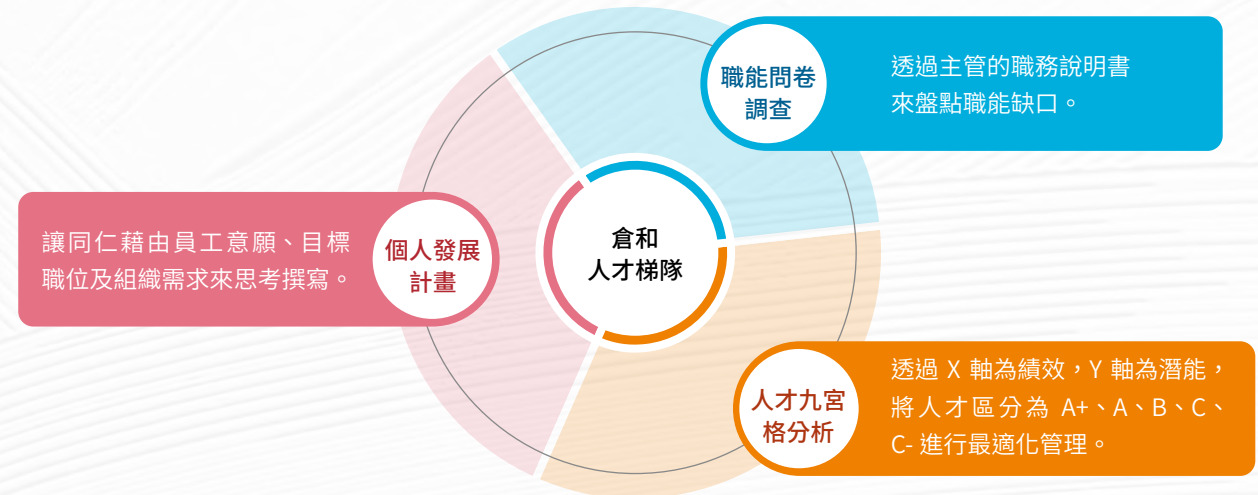 職能問卷
調查
透過主管的職務說明書
來盤點職能缺口。
讓同仁藉由員工意願、目標
職位及組織需求來思考撰寫。
個人發展
計畫
倉和
人才梯隊
人才九宮
格分析
透過 X 軸為績效，Y 軸為潛能，
將人才區分為 A+、A、B、C、
C- 進行最適化管理。